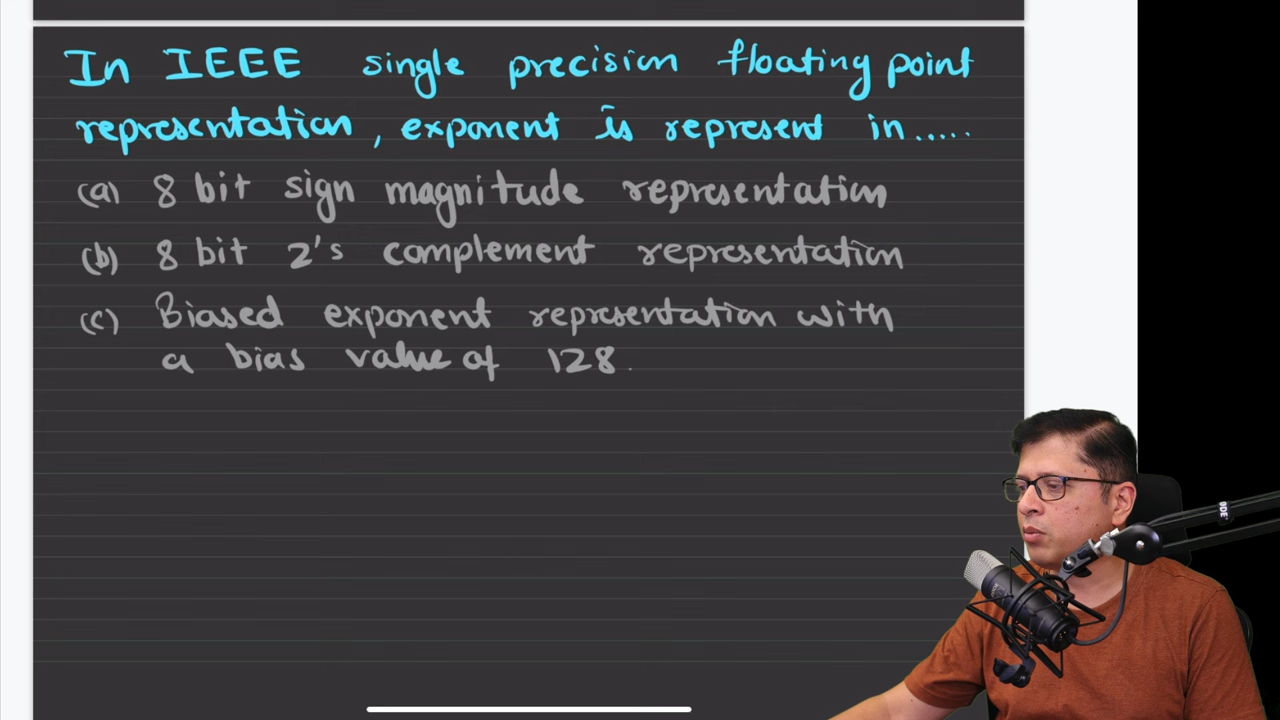 In IEEE single precision floating point
representation, exponent is represent in.....
(a) 8 bit sign magnitude representation
(b) 8 bit 2's complement representation
(c) Biased exponent representation with
a bias value of 128.